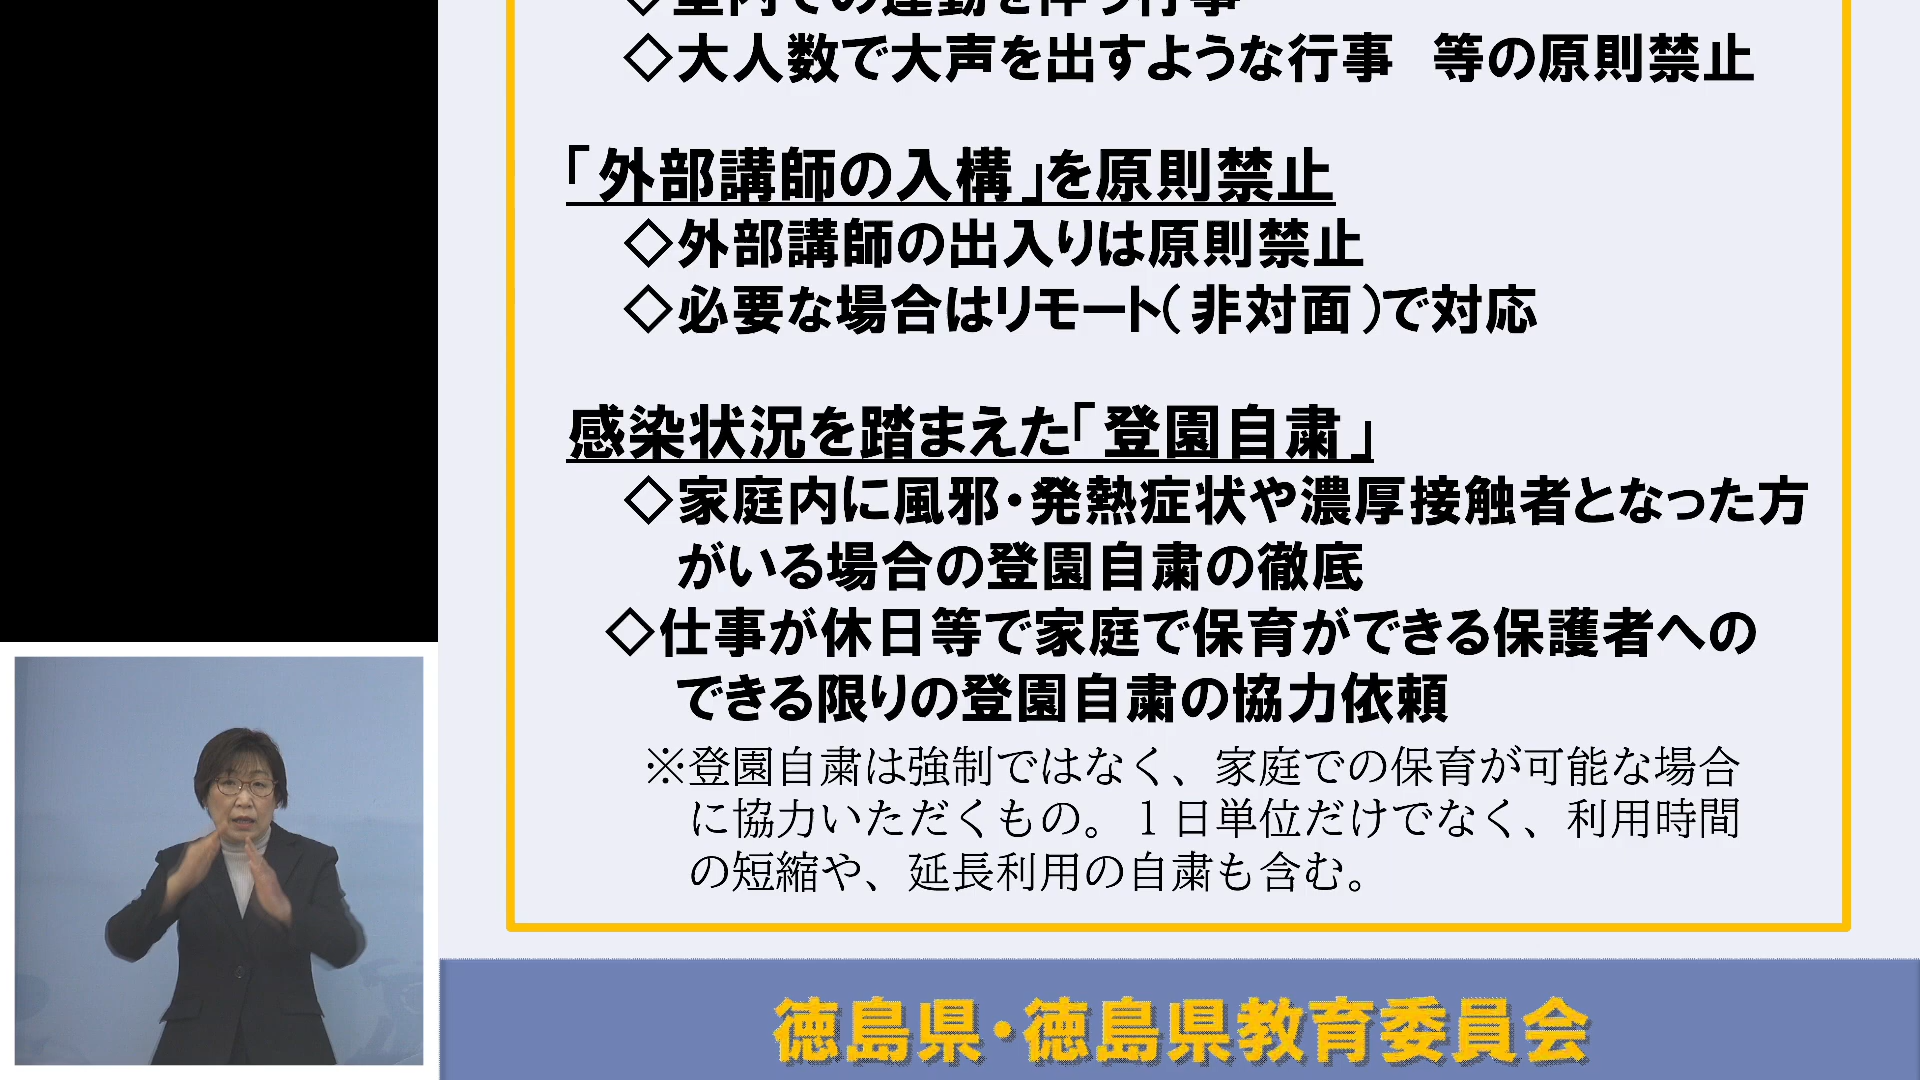 ◇室内での運動を伴う行事
◇大人数で大声を出すような行事　等の原則禁止
「外部講師の入構」を原則禁止
◇外部講師の出入りは原則禁止
◇必要な場合はリモート(非対面)で対応
感染状況を踏まえた「登園自粛」
◇家庭内に風邪・発熱症状や濃厚接触者となった方
がいる場合の登園自粛の徹底
◇仕事が休日等で家庭で保育ができる保護者への
できる限りの登園自粛の協力依頼
※登園自粛は強制ではなく、家庭での保育が可能な場合
に協力いただくもの。１日単位だけでなく、利用時間
の短縮や、延長利用の自粛も含む。
徳島県・徳島県教育委員会